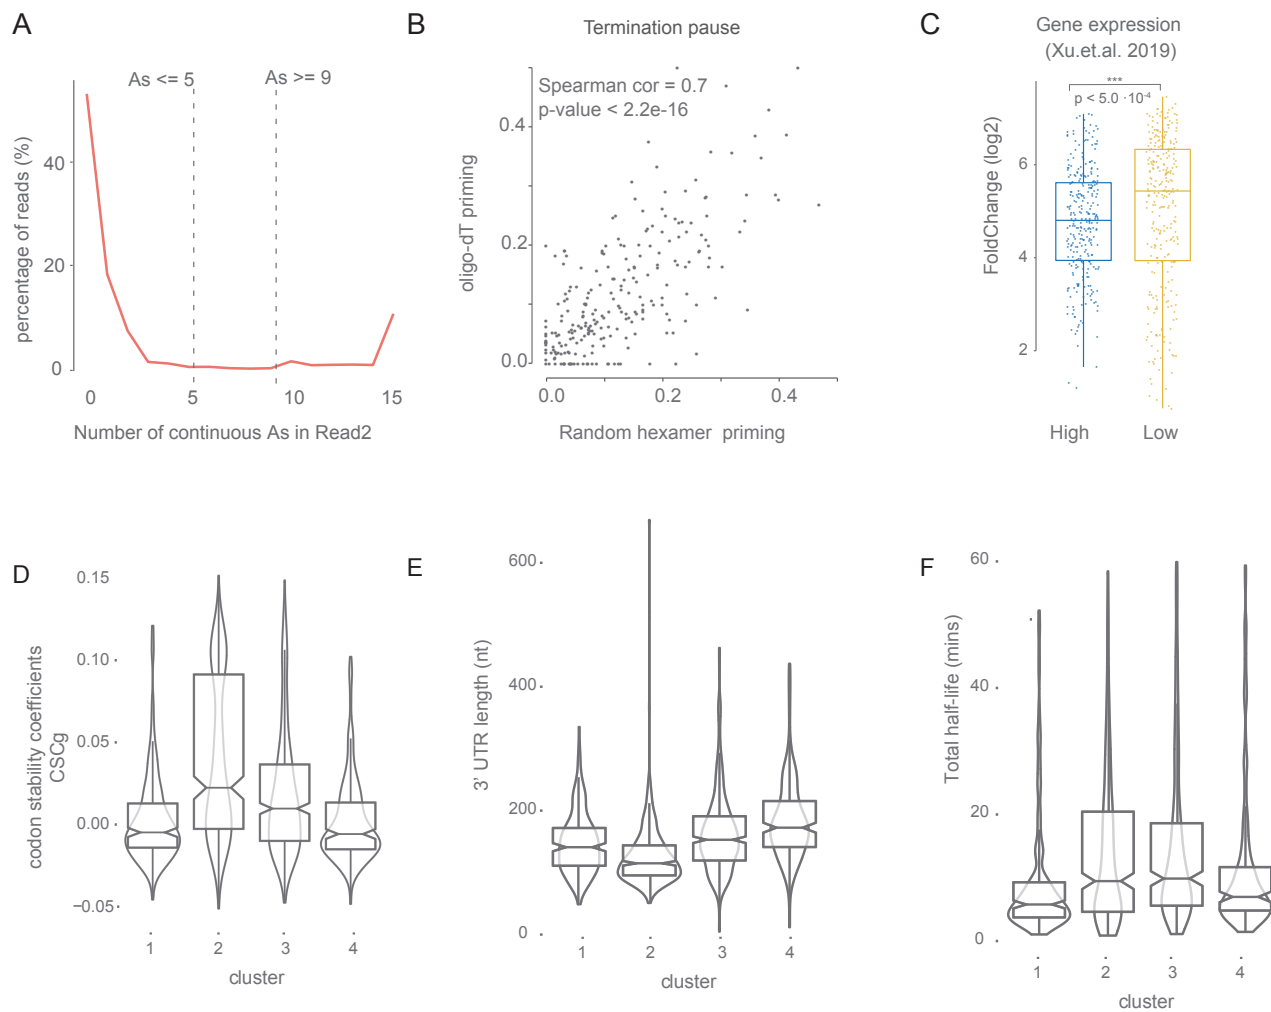 A
As <= 5
As >= 9
percentage of reads (%)
40
20
0
0
5
10
15
Number of continuous As in Read2
B
Termination pause
Spearman cor = 0.7
p-value < 2.2e-16
oligo-dT priming
0.4
0.2
0.0
0.0
0.2
0.4
Random hexamer priming
C
Gene expression
(Xu.et.al. 2019)
***
p < 5.0 ·10⁻⁴
FoldChange (log2)
6
4
2
High
Low
D
codon stability coefficients
CSCg
0.15
0.10
0.05
0.00
−0.05
1
2
3
4
cluster
E
3' UTR length (nt)
600
400
200
0
1
2
3
4
cluster
F
Total half-life (mins)
60
40
20
0
1
2
3
4
cluster